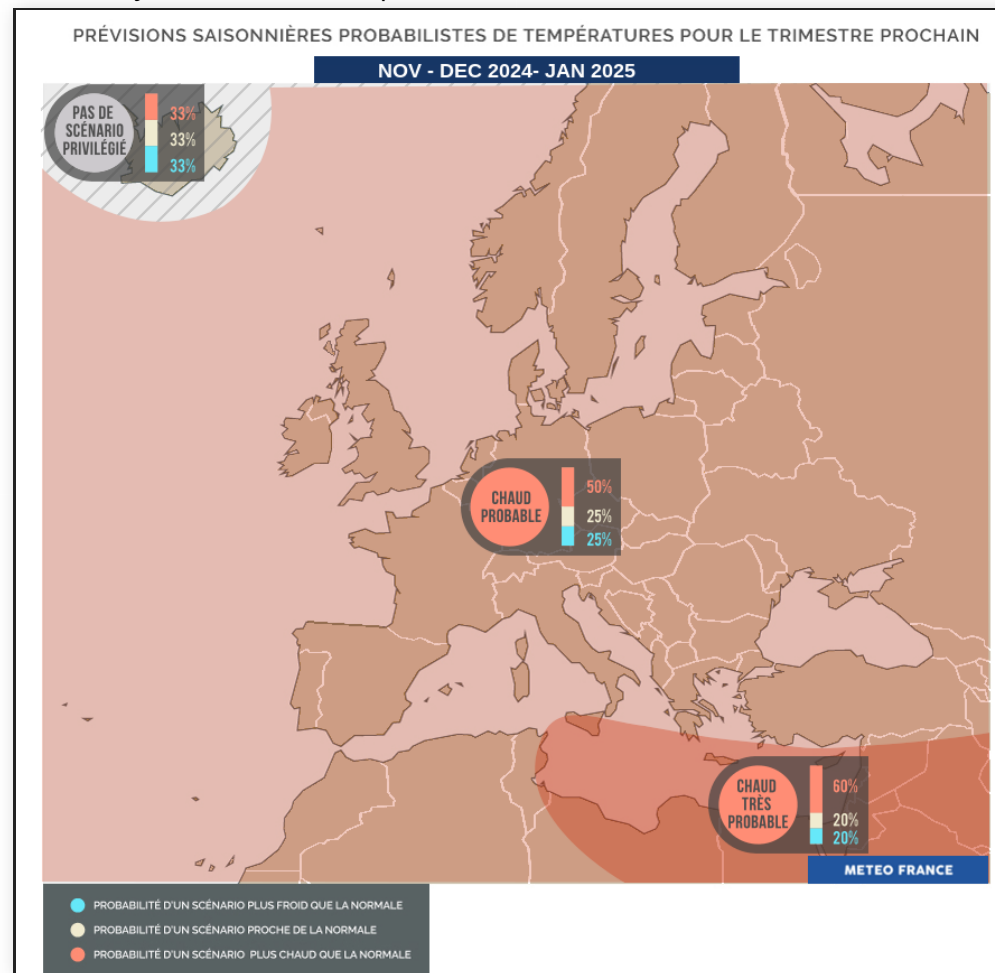 PRÉVISIONS SAISONNIÈRES PROBABILISTES DE TEMPÉRATURES POUR LE TRIMESTRE PROCHAIN
NOV - DEC 2024- JAN 2025
PAS DE
SCÉNARIO
PRIVILÉGIÉ
33%
33%
33%
CHAUD
PROBABLE
50%
25%
25%
CHAUD
TRÈS
PROBABLE
60%
20%
20%
METEO FRANCE
PROBABILITÉ D'UN SCÉNARIO PLUS FROID QUE LA NORMALE
PROBABILITÉ D'UN SCÉNARIO PROCHE DE LA NORMALE
PROBABILITÉ D'UN SCÉNARIO PLUS CHAUD QUE LA NORMALE